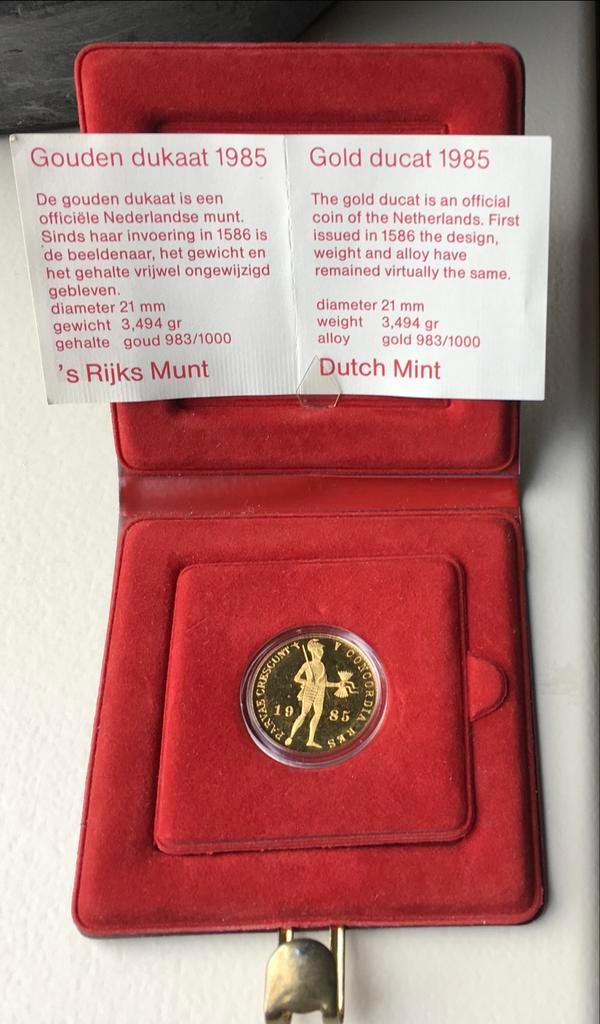 Gouden dukaat 1985
De gouden dukaat is een
officiële Nederlandse munt.
Sinds haar invoering in 1586 is
de beeldenaar, het gewicht en
het gehalte vrijwel ongewijzigd
gebleven.
diameter 21 mm
gewicht 3,494 gr
gehalte goud 983/1000
's Rijks Munt
Gold ducat 1985
The gold ducat is an official
coin of the Netherlands. First
issued in 1586 the design,
weight and alloy have
remained virtually the same.
diameter 21 mm
weight 3,494 gr
alloy gold 983/1000
Dutch Mint
CONCORDIA RES
PARVAE CRESCUNT
19 85